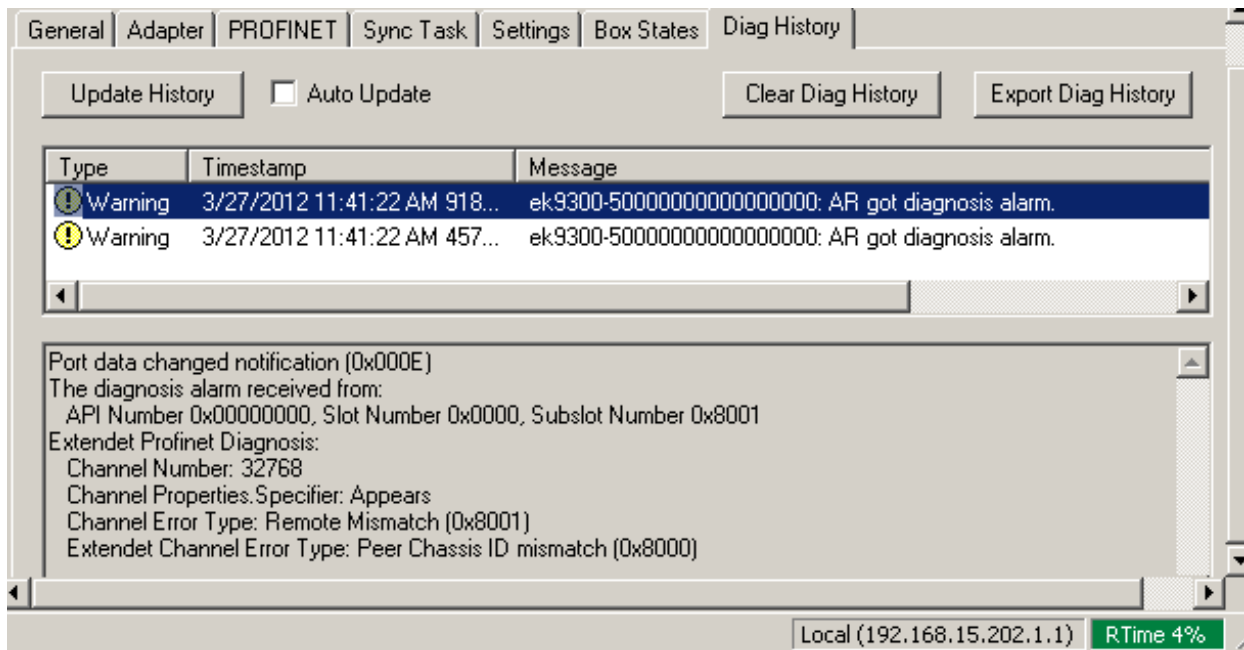 General Adapter PROFINET Sync Task Settings Box States Diag History
Update History Auto Update Clear Diag History Export Diag History
Type Timestamp Message
Warning 3/27/2012 11:41:22 AM 918... ek9300-50000000000000000: AR got diagnosis alarm.
Warning 3/27/2012 11:41:22 AM 457... ek9300-50000000000000000: AR got diagnosis alarm.
Port data changed notification (0x000E)
The diagnosis alarm received from:
API Number 0x00000000, Slot Number 0x0000, Subslot Number 0x8001
Extendet Profinet Diagnosis:
Channel Number: 32768
Channel Properties.Specifier: Appears
Channel Error Type: Remote Mismatch (0x8001)
Extendet Channel Error Type: Peer Chassis ID mismatch (0x8000)
Local (192.168.15.202.1.1) RTime 4%